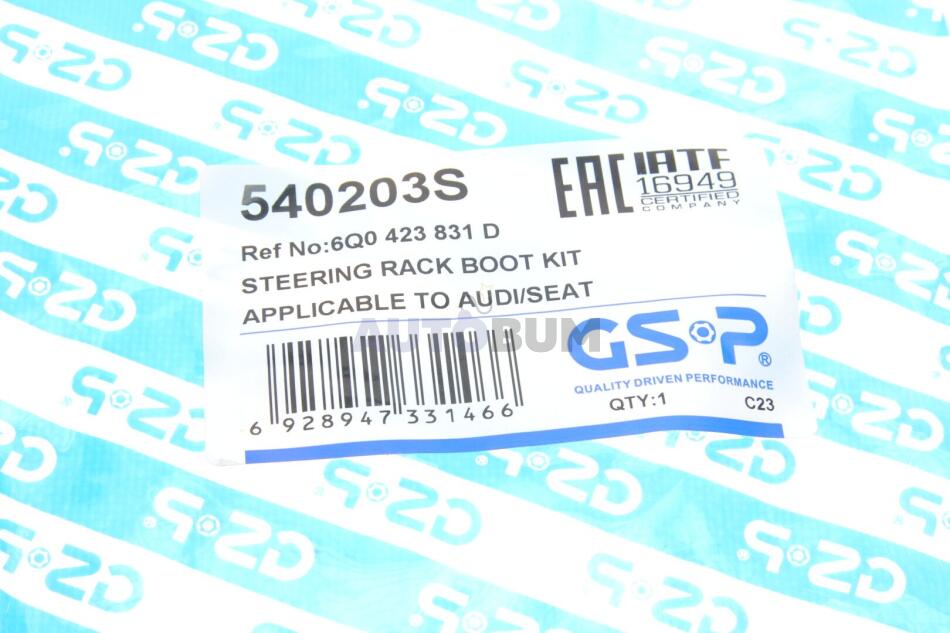 540203S
EAC
IATF
16949
CERTIFIED
COMPANY
Ref No:6Q0 423 831 D
STEERING RACK BOOT KIT
APPLICABLE TO AUDI/SEAT
AUTOBUM
GSP®
QUALITY DRIVEN PERFORMANCE
QTY:1
C23
6 928947 331466